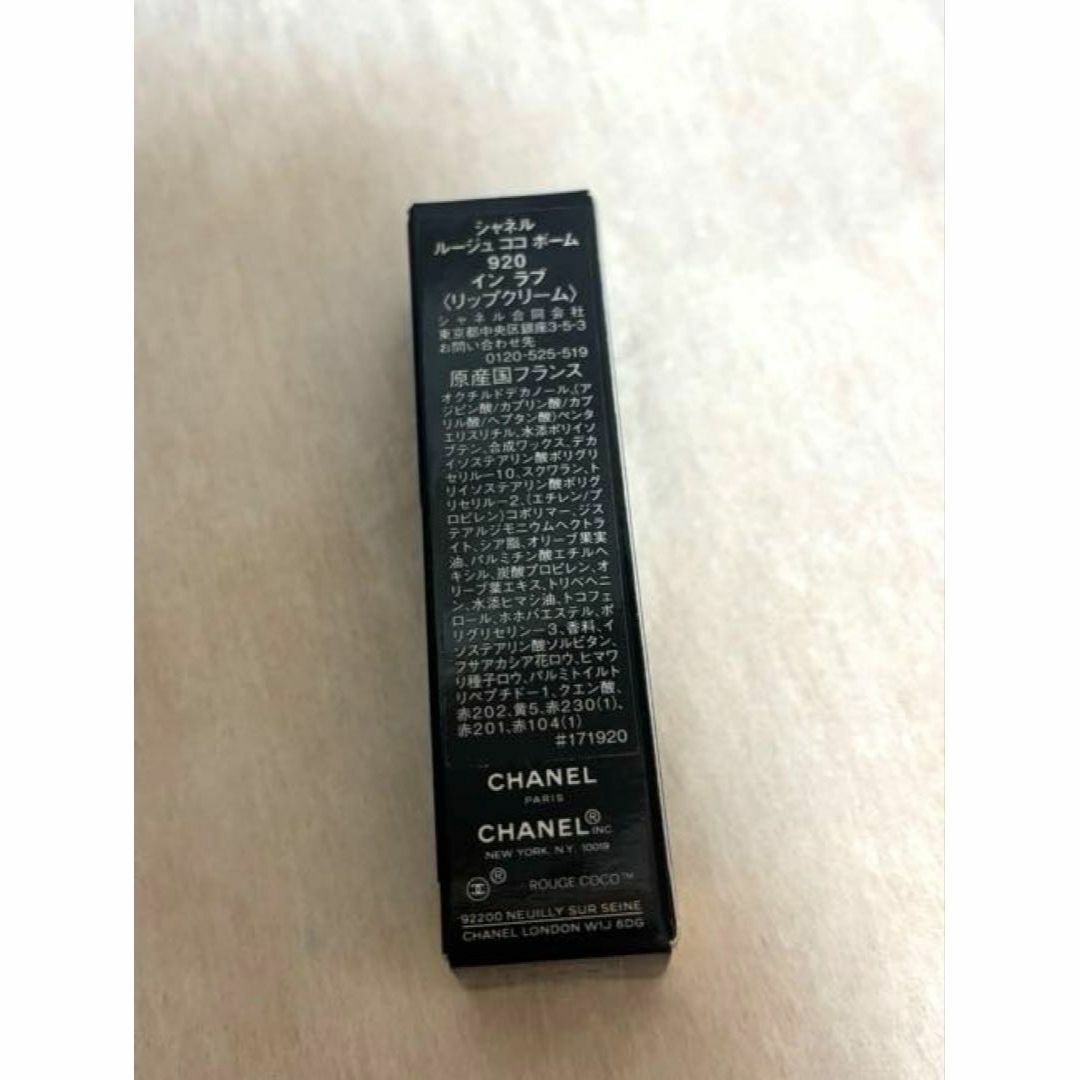 シャネル
ルージュ ココ ボーム
920
イン ラブ
〈リップクリーム〉
シャネル合同会社
東京都中央区銀座3-5-3
お問い合わせ先
0120-525-519
原産国フランス
オクチルドデカノール、(ア
ジピン酸/カプリン酸/カプ
リル酸/ヘプタン酸)ペンタ
エリスリチル、水添ポリイソ
ブテン、合成ワックス、デカ
イソステアリン酸ポリグリ
セリル-10、スクワラン、ト
リイソステアリン酸ポリグ
リセリル-2、(エチレン/プ
ロピレン)コポリマー、ジス
テアルジモニウムヘクトラ
イト、シア脂、オリーブ果実
油、パルミチン酸エチルヘ
キシル、炭酸プロピレン、オ
リーブ葉エキス、トリベヘニ
ン、水添ヒマシ油、トコフェ
ロール、ホホバエステル、ポ
リグリセリン-3、香料、イ
ソステアリン酸ソルビタン、
フサアカシア花ロウ、ヒマワ
リ種子ロウ、パルミトイルト
リペプチド-1、クエン酸、
赤202、黄5、赤230(1)、
赤201、赤104(1)
#171920
CHANEL
PARIS
CHANEL® INC
NEW YORK, N.Y. 10019
® ROUGE COCO™
92200 NEUILLY SUR SEINE
CHANEL LONDON W1J 6DG